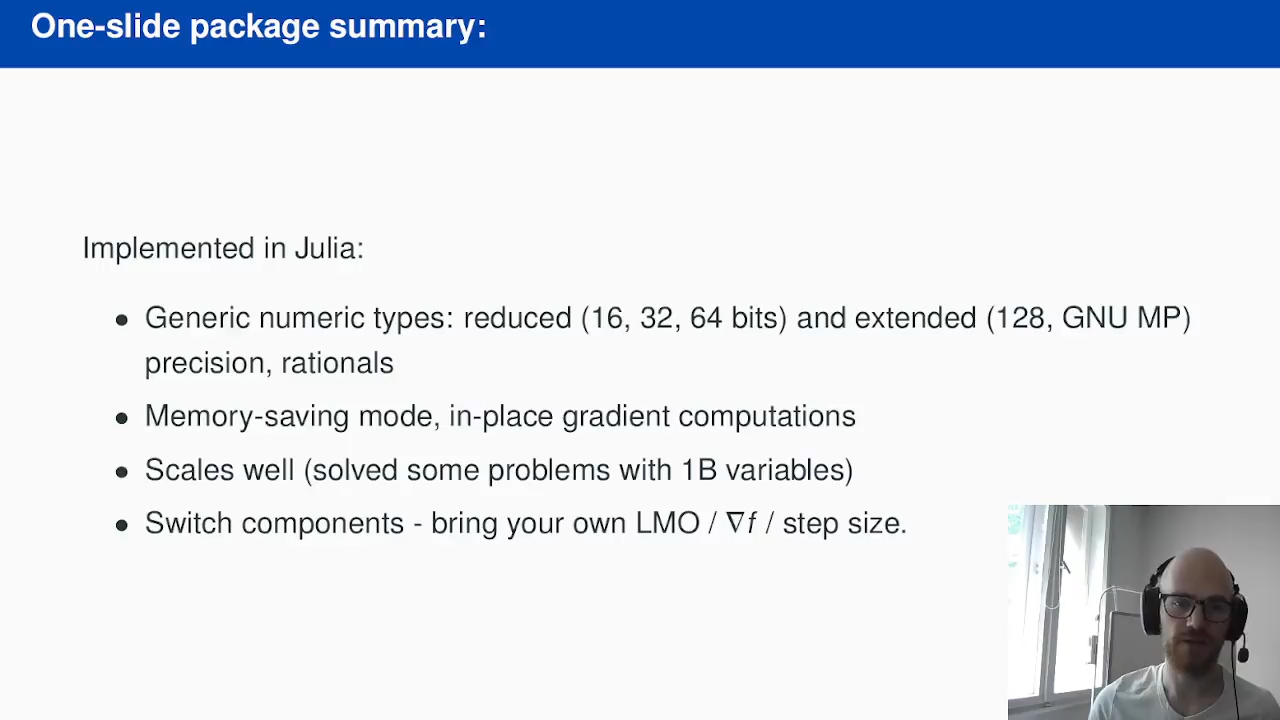 One-slide package summary:
Implemented in Julia:
• Generic numeric types: reduced (16, 32, 64 bits) and extended (128, GNU MP)
precision, rationals
• Memory-saving mode, in-place gradient computations
• Scales well (solved some problems with 1B variables)
• Switch components - bring your own LMO / ∇f / step size.